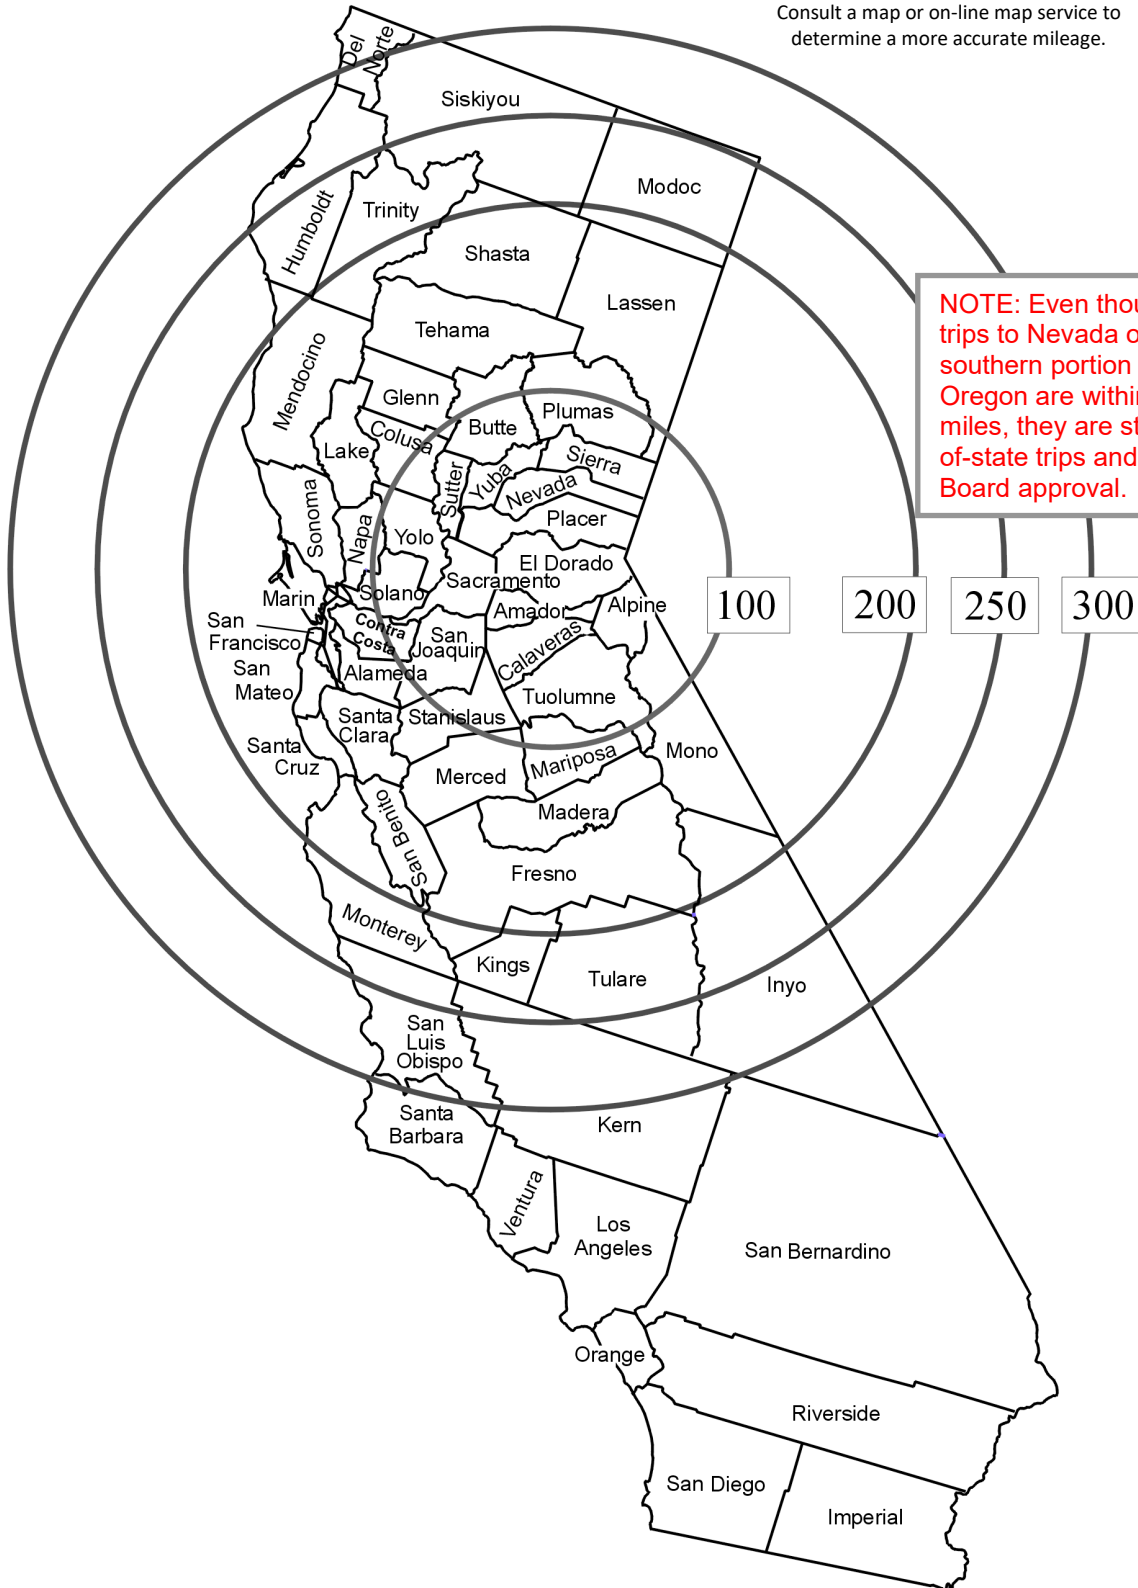 Consult a map or on-line map service to
determine a more accurate mileage.
Del
Norte
Siskiyou
Modoc
Humboldt
Trinity
Shasta
Lassen
NOTE: Even thou
trips to Nevada o
southern portion
Oregon are within
miles, they are st
of-state trips and
Board approval.
Tehama
Mendocino
Glenn
Plumas
Butte
Colusa
Lake
Sierra
Yuba
Sutter
Nevada
Sonoma
Napa
Yolo
Placer
El Dorado
Sacramento
Solano
Marin
Amador
Alpine
100
200
250
300
San
Francisco
Contra
Costa
San
Joaquin
Calaveras
San
Mateo
Alameda
Tuolumne
Santa
Clara
Stanislaus
Santa
Cruz
Mariposa
Mono
Merced
San Benito
Madera
Fresno
Monterey
Kings
Tulare
Inyo
San
Luis
Obispo
Santa
Barbara
Kern
Ventura
Los
Angeles
San Bernardino
Orange
Riverside
San Diego
Imperial